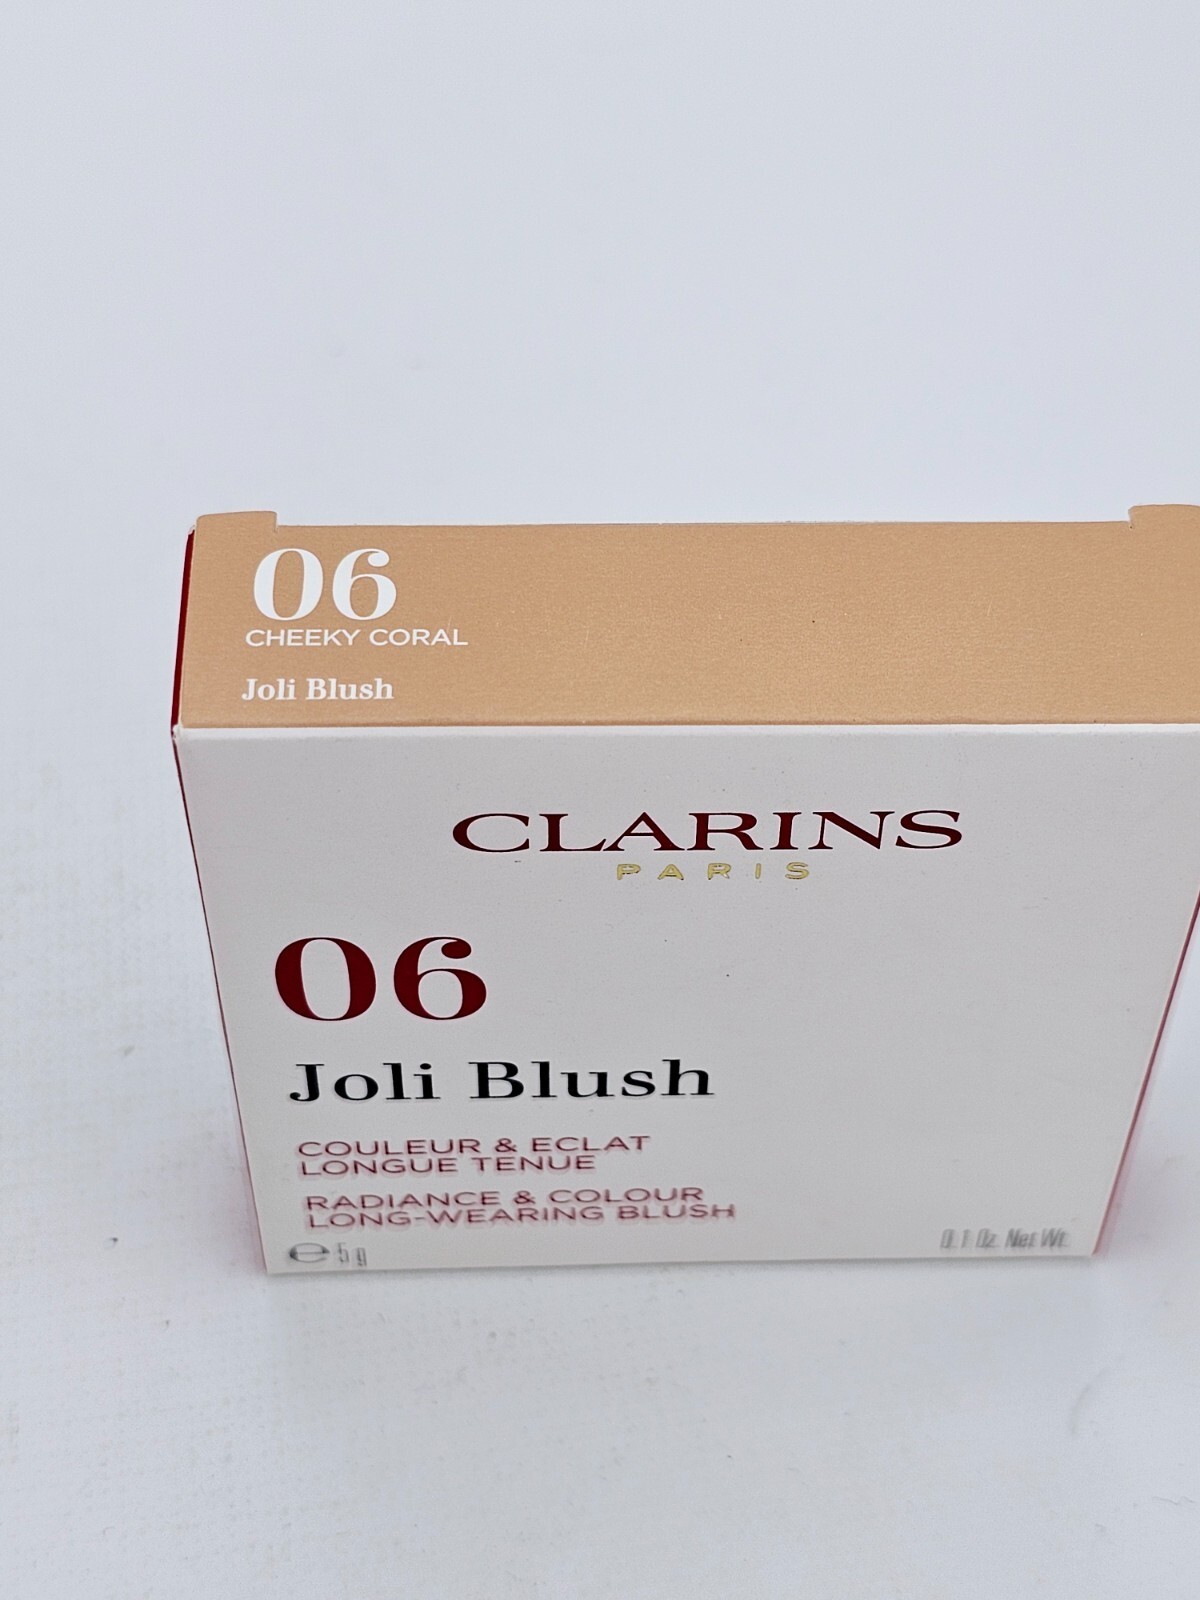 06
CHEEKY CORAL
Joli Blush
CLARINS
PARIS
06
Joli Blush
COULEUR & ECLAT
LONGUE TENUE
RADIANCE & COLOUR
LONG-WEARING BLUSH
℮ 5 g
0.1 Oz. Net Wt.